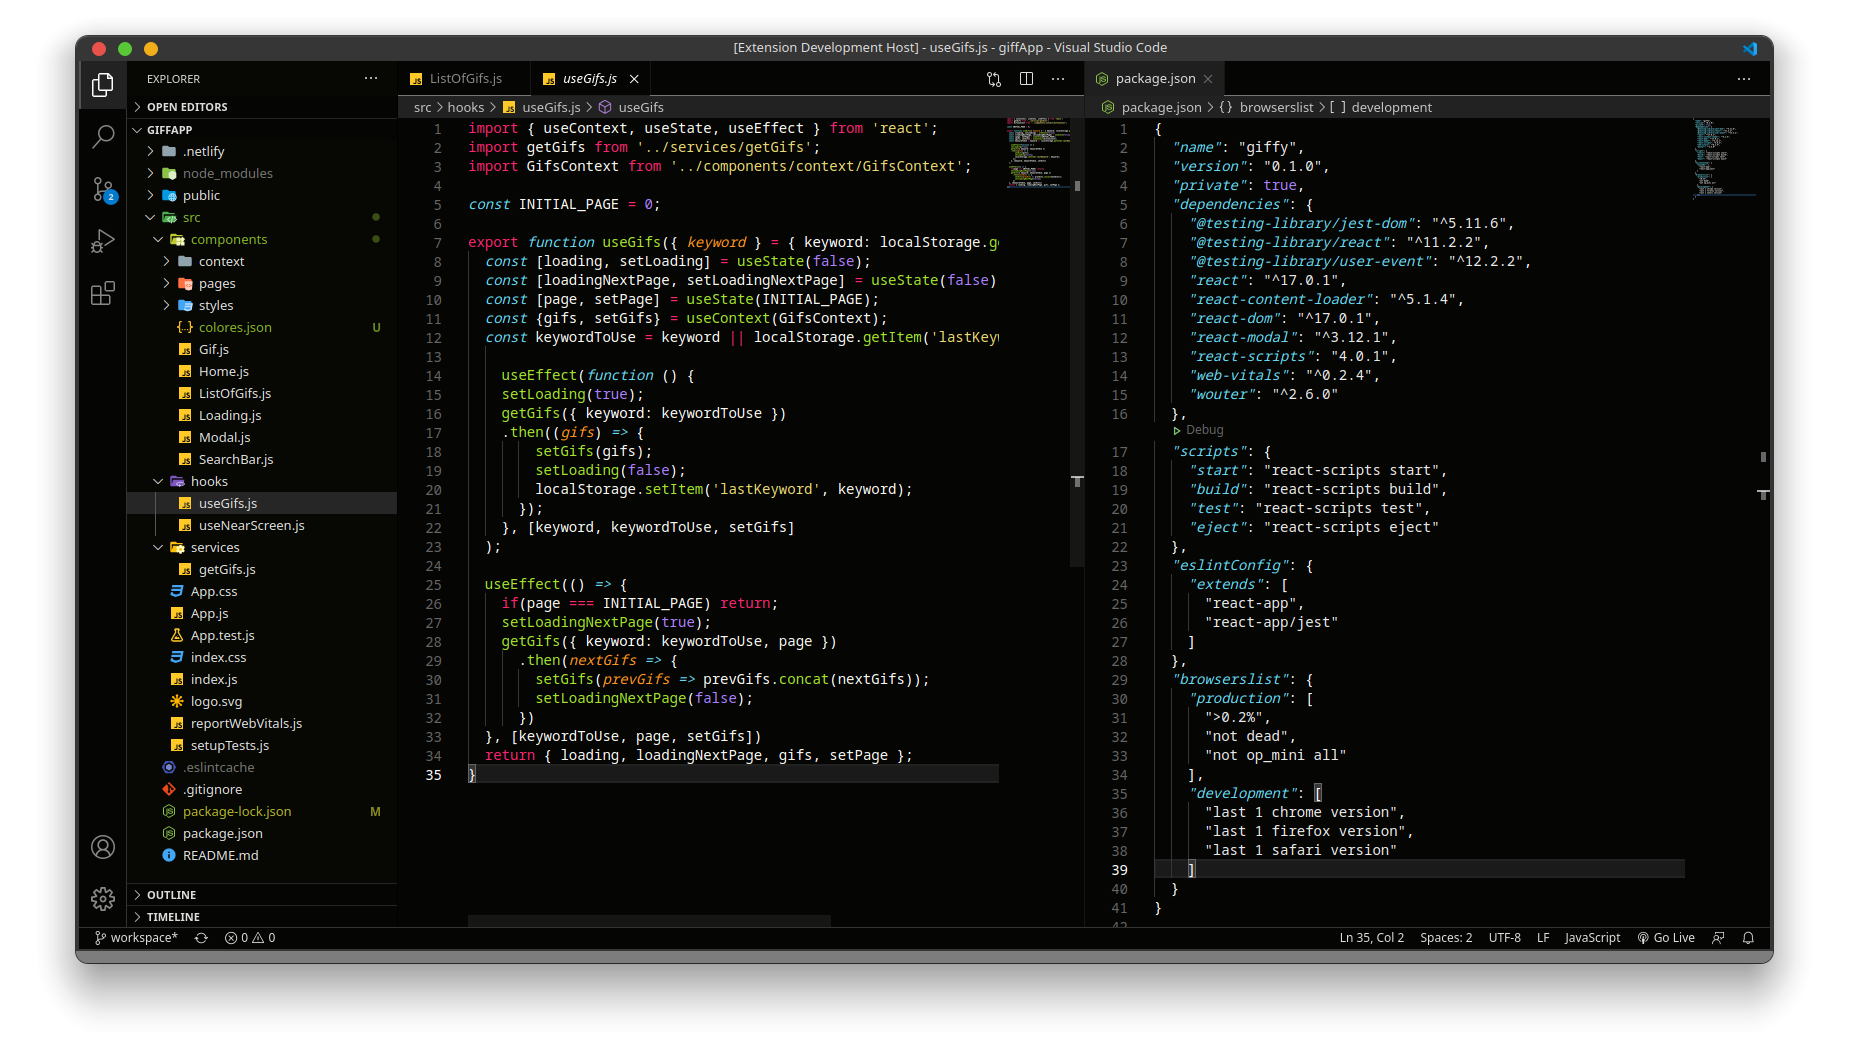 [Extension Development Host] - useGifs.js - giffApp - Visual Studio Code
EXPLORER
OPEN EDITORS
GIFFAPP
.netlify
node_modules
public
src
components
context
pages
styles
colores.json U
Gif.js
Home.js
ListOfGifs.js
Loading.js
Modal.js
SearchBar.js
hooks
useGifs.js
useNearScreen.js
services
getGifs.js
App.css
App.js
App.test.js
index.css
index.js
logo.svg
reportWebVitals.js
setupTests.js
.eslintcache
.gitignore
package-lock.json M
package.json
README.md
OUTLINE
TIMELINE
2
ListOfGifs.js useGifs.js
src > hooks > useGifs.js > useGifs
1 import { useContext, useState, useEffect } from 'react';
2 import getGifs from '../services/getGifs';
3 import GifsContext from '../components/context/GifsContext';
4
5 const INITIAL_PAGE = 0;
6
7 export function useGifs({ keyword } = { keyword: localStorage.ge
8 const [loading, setLoading] = useState(false);
9 const [loadingNextPage, setLoadingNextPage] = useState(false)
10 const [page, setPage] = useState(INITIAL_PAGE);
11 const {gifs, setGifs} = useContext(GifsContext);
12 const keywordToUse = keyword || localStorage.getItem('lastKeyw
13
14 useEffect(function () {
15 setLoading(true);
16 getGifs({ keyword: keywordToUse })
17 .then((gifs) => {
18 setGifs(gifs);
19 setLoading(false);
20 localStorage.setItem('lastKeyword', keyword);
21 });
22 }, [keyword, keywordToUse, setGifs]
23 );
24
25 useEffect(() => {
26 if(page === INITIAL_PAGE) return;
27 setLoadingNextPage(true);
28 getGifs({ keyword: keywordToUse, page })
29 .then(nextGifs => {
30 setGifs(prevGifs => prevGifs.concat(nextGifs));
31 setLoadingNextPage(false);
32 })
33 }, [keywordToUse, page, setGifs])
34 return { loading, loadingNextPage, gifs, setPage };
35 }
package.json
package.json > {} browserslist > [ ] development
1 {
2 "name": "giffy",
3 "version": "0.1.0",
4 "private": true,
5 "dependencies": {
6 "@testing-library/jest-dom": "^5.11.6",
7 "@testing-library/react": "^11.2.2",
8 "@testing-library/user-event": "^12.2.2",
9 "react": "^17.0.1",
10 "react-content-loader": "^5.1.4",
11 "react-dom": "^17.0.1",
12 "react-modal": "^3.12.1",
13 "react-scripts": "4.0.1",
14 "web-vitals": "^0.2.4",
15 "wouter": "^2.6.0"
16 },
Debug
17 "scripts": {
18 "start": "react-scripts start",
19 "build": "react-scripts build",
20 "test": "react-scripts test",
21 "eject": "react-scripts eject"
22 },
23 "eslintConfig": {
24 "extends": [
25 "react-app",
26 "react-app/jest"
27 ]
28 },
29 "browserslist": {
30 "production": [
31 ">0.2%",
32 "not dead",
33 "not op_mini all"
34 ],
35 "development": [
36 "last 1 chrome version",
37 "last 1 firefox version",
38 "last 1 safari version"
39 ]
40 }
41 }
42
workspace* 0 0 Ln 35, Col 2 Spaces: 2 UTF-8 LF JavaScript Go Live